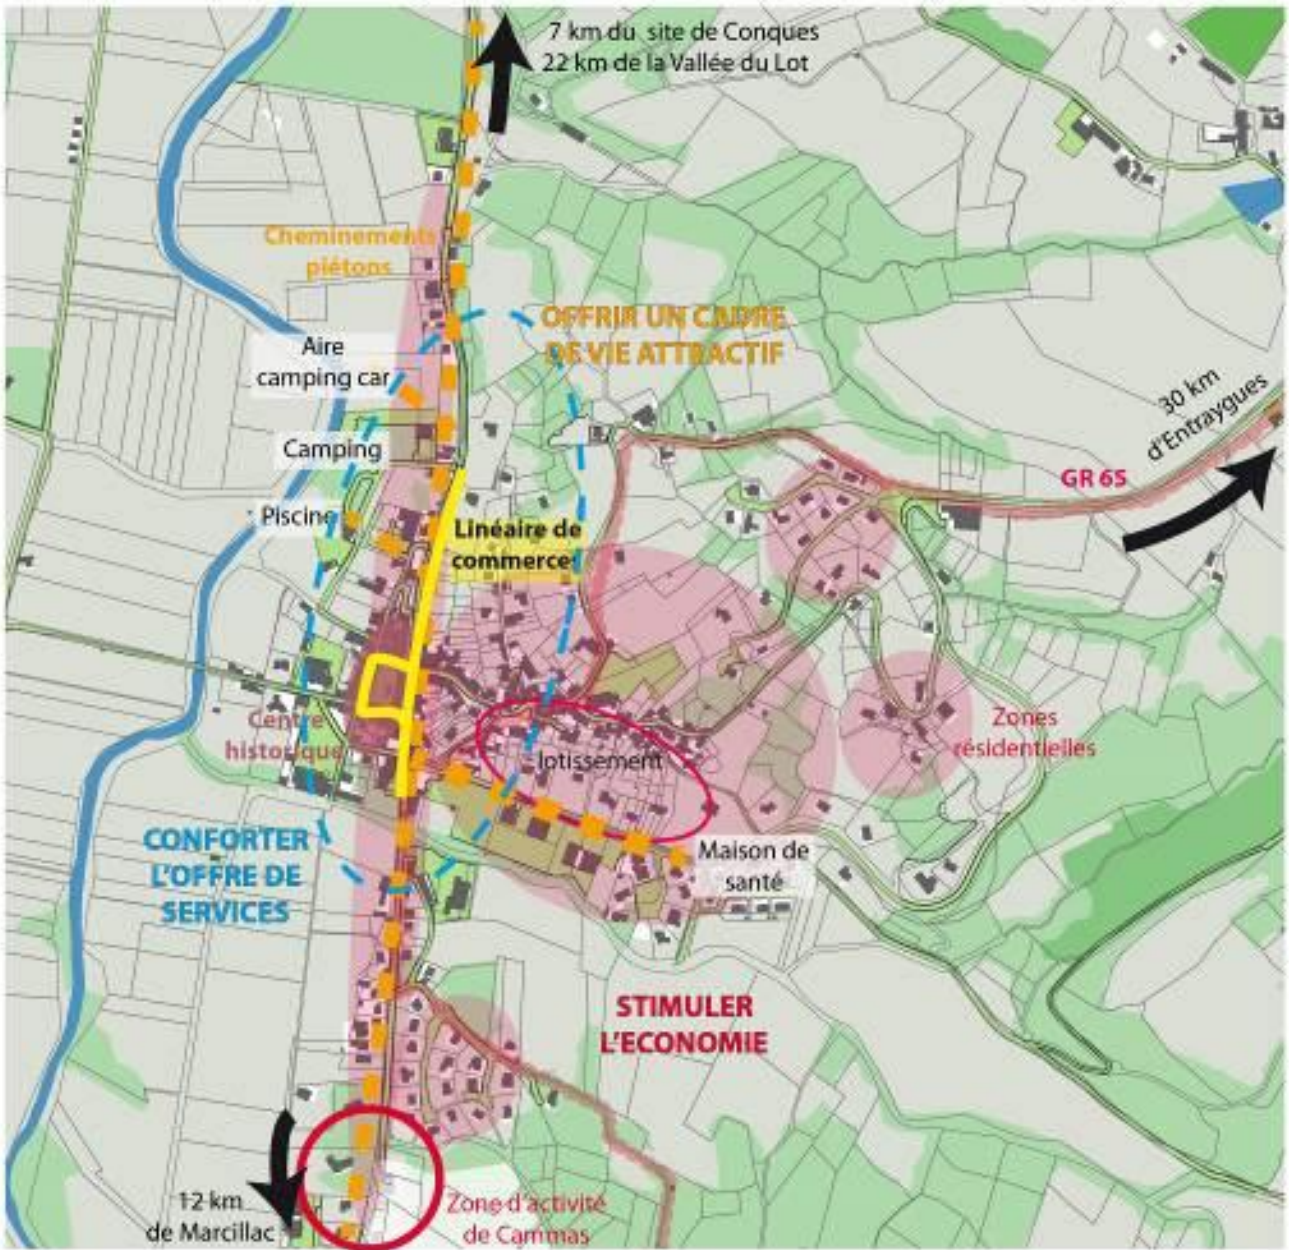 7 km du site de Conques
22 km de la Vallée du Lot
Cheminements
piétons
OFFRIR UN CADRE
DE VIE ATTRACTIF
Aire
camping car
30 km
d'Entraygues
Camping
GR 65
Piscine
Linéaire de
commerce
Centre
historique
Zones
résidentielles
lotissement
CONFORTER
L'OFFRE DE
SERVICES
Maison de
santé
STIMULER
L'ECONOMIE
12 km
de Marcillac
Zone d'activité
de Cammas